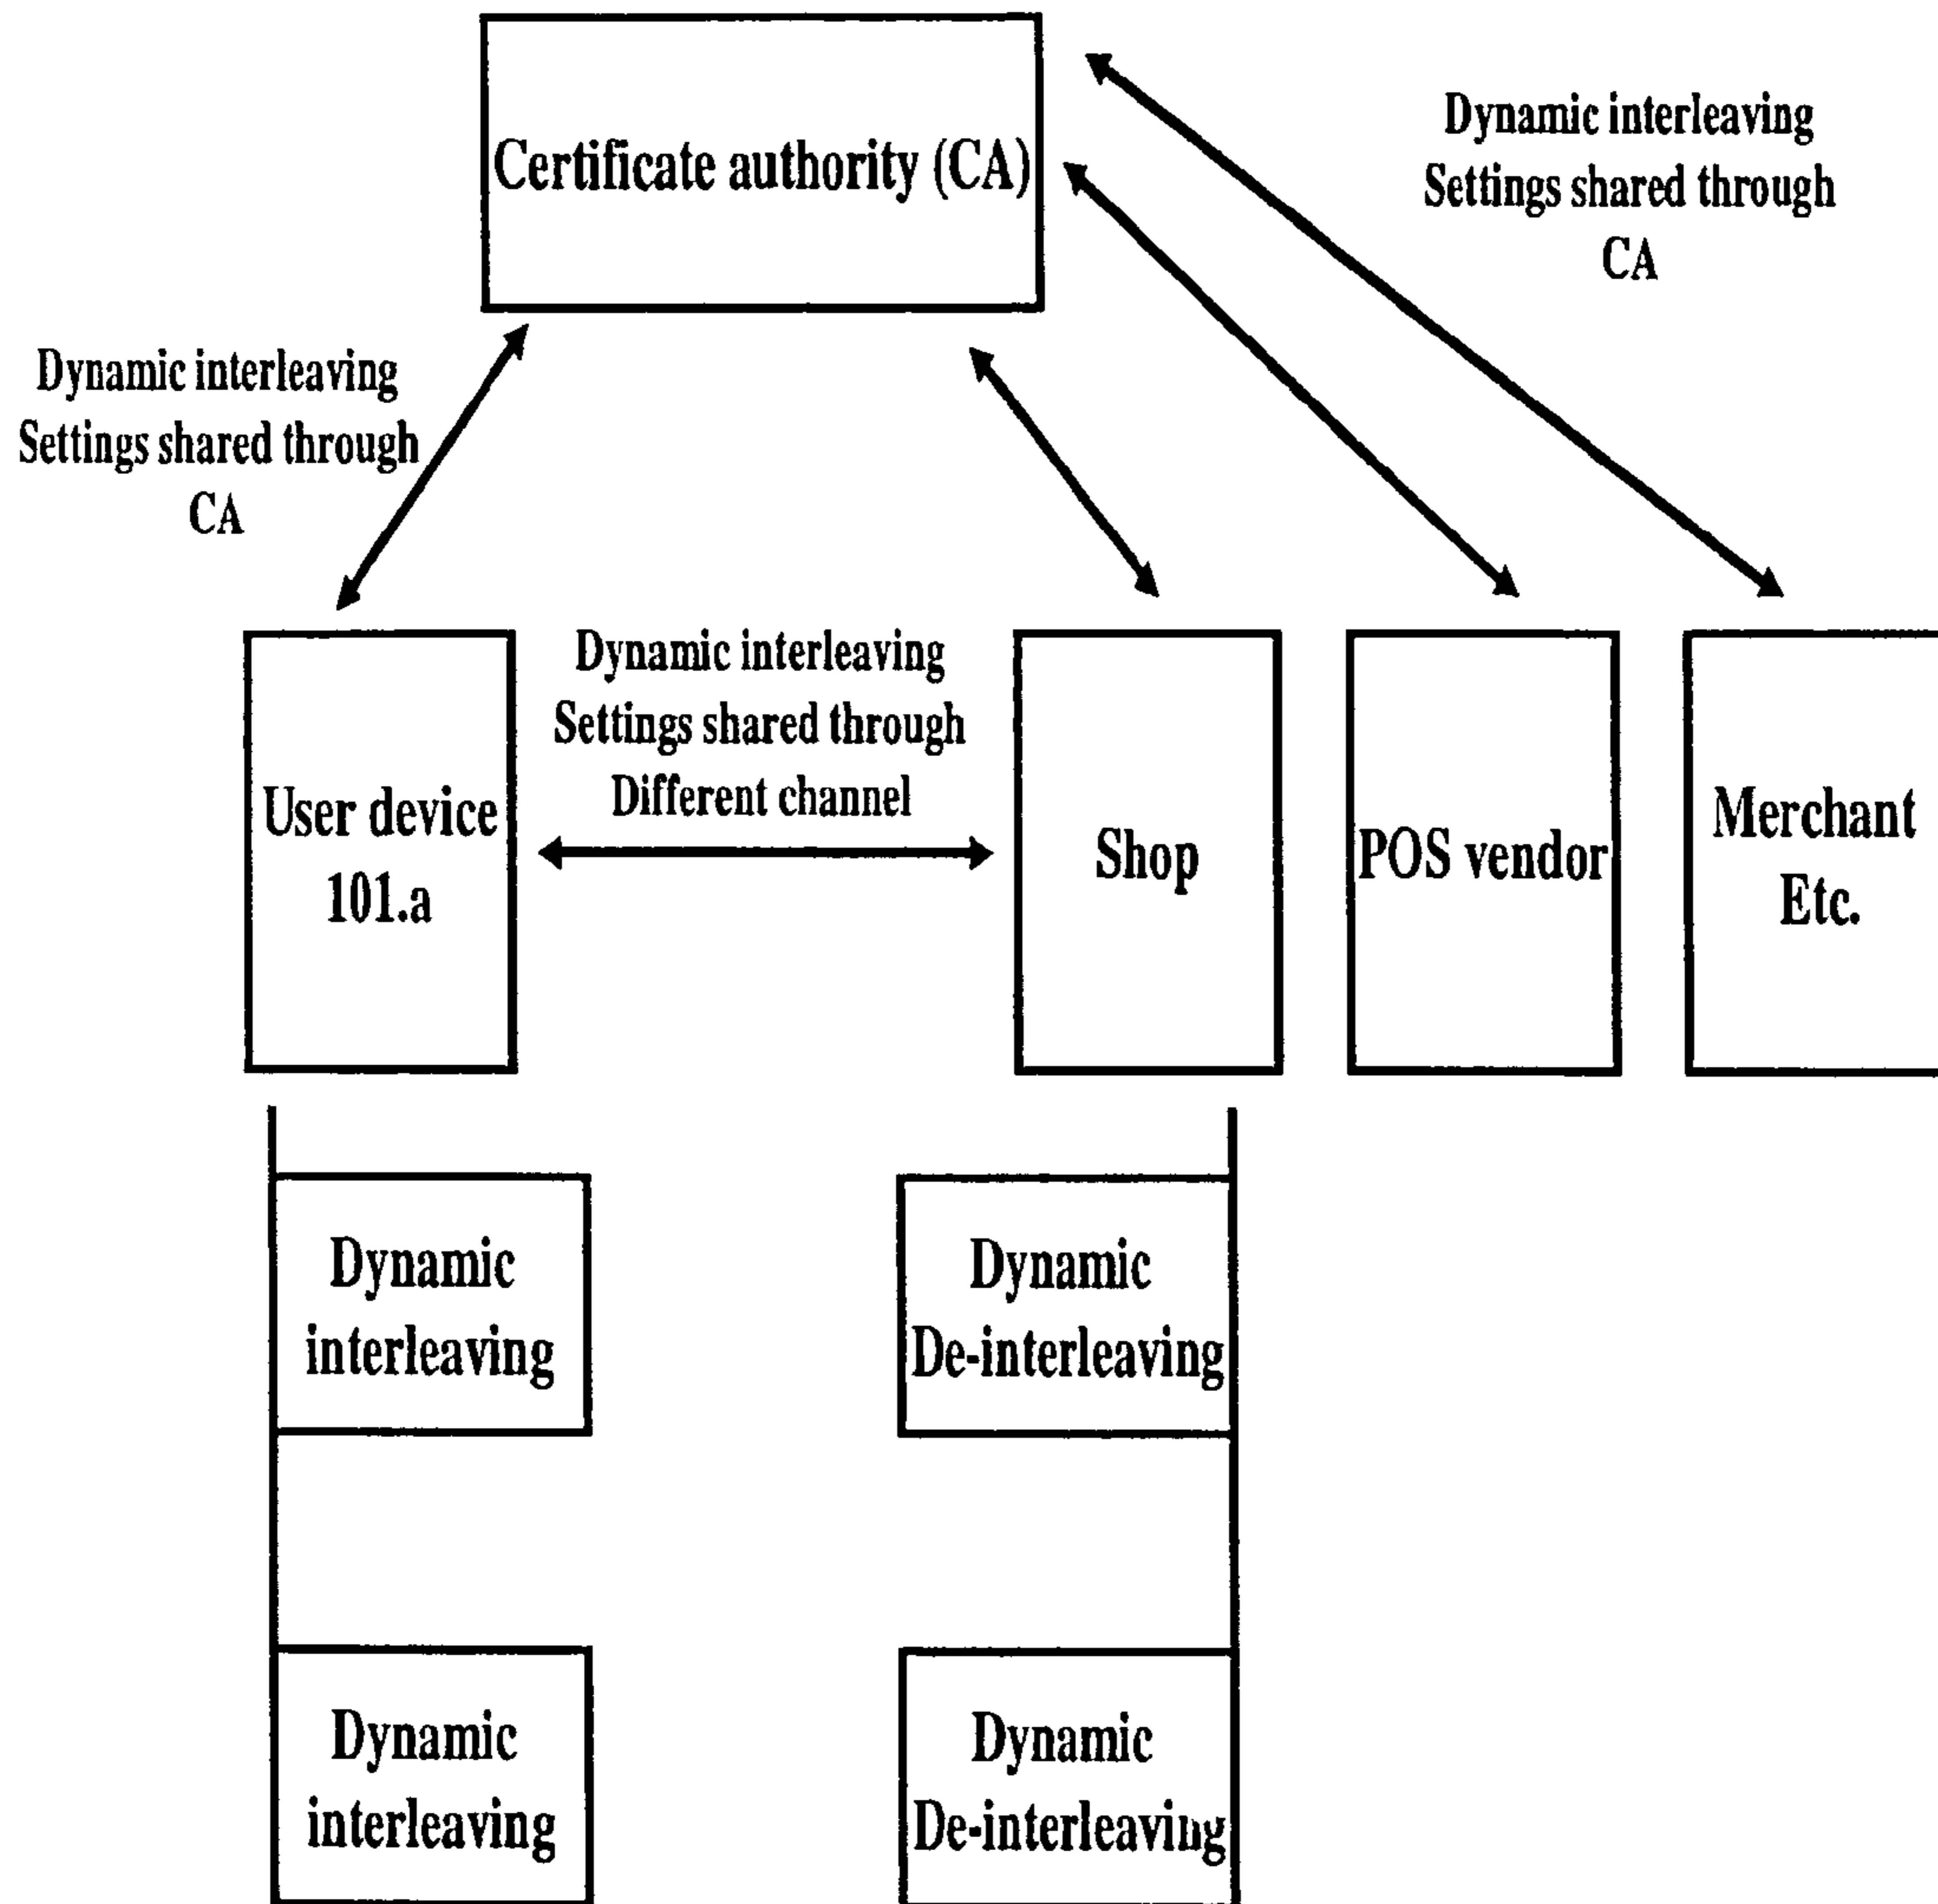 Certificate authority (CA)
Dynamic interleaving
Settings shared through
CA
Dynamic interleaving
Settings shared through
CA
User device
101.a
Dynamic interleaving
Settings shared through
Different channel
Shop
POS vendor
Merchant
Etc.
Dynamic
interleaving
Dynamic
De-interleaving
Dynamic
interleaving
Dynamic
De-interleaving